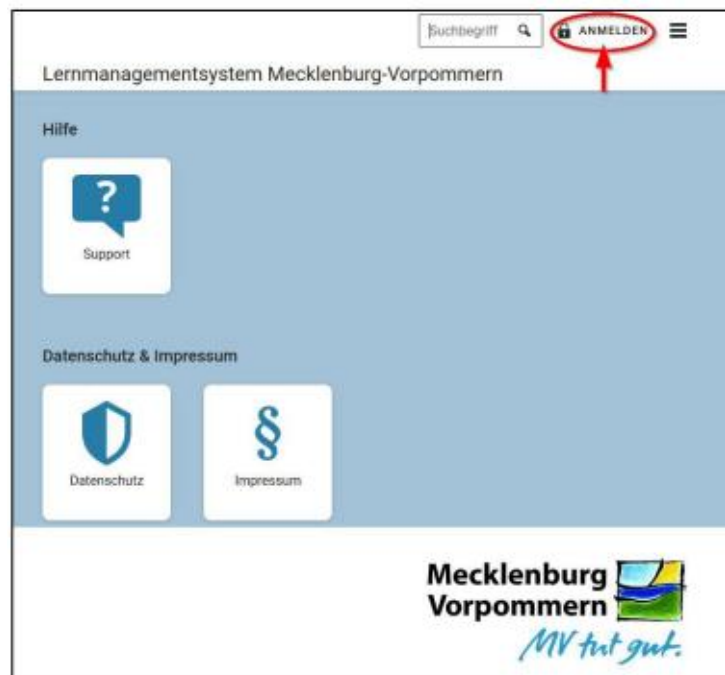 Suchbegriff
ANMELDEN
Lernmanagementsystem Mecklenburg-Vorpommern
Hilfe
?
Support
Datenschutz & Impressum
§
Datenschutz
Impressum
Mecklenburg
Vorpommern
MV tut gut.